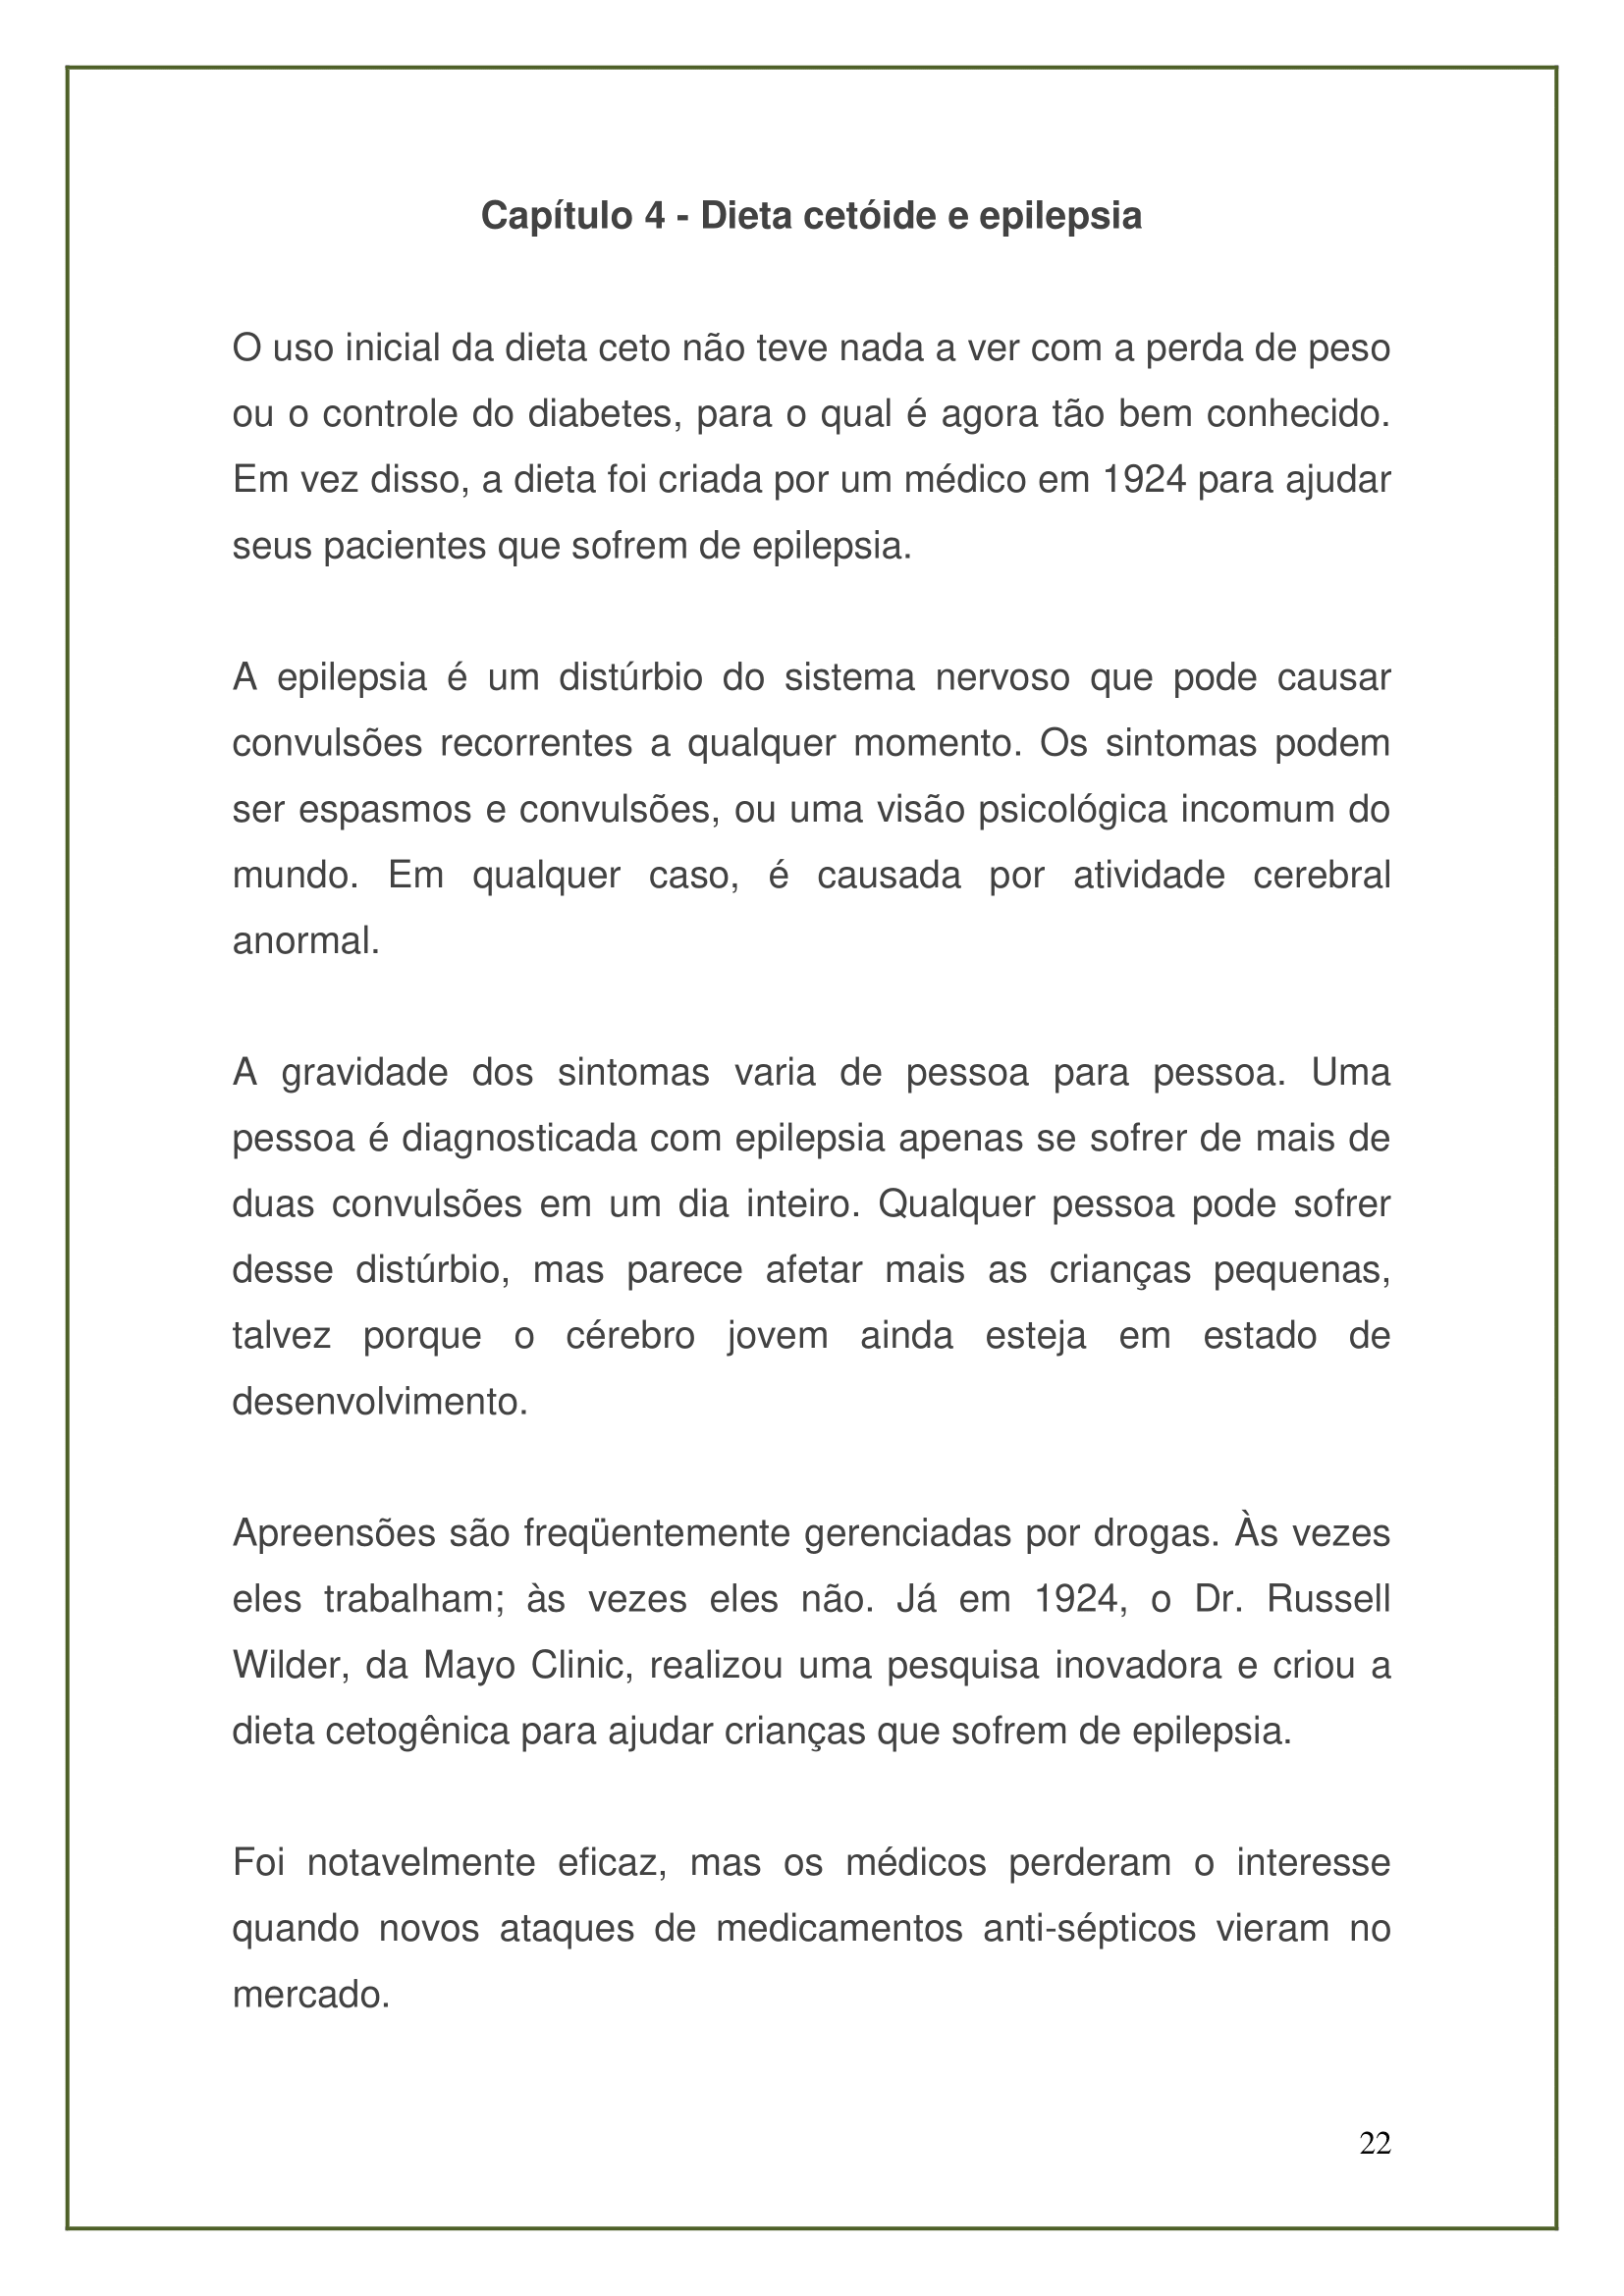 Capítulo 4 - Dieta cetóide e epilepsia
O uso inicial da dieta ceto não teve nada a ver com a perda de peso
ou o controle do diabetes, para o qual é agora tão bem conhecido.
Em vez disso, a dieta foi criada por um médico em 1924 para ajudar
seus pacientes que sofrem de epilepsia.
A epilepsia é um distúrbio do sistema nervoso que pode causar
convulsões recorrentes a qualquer momento. Os sintomas podem
ser espasmos e convulsões, ou uma visão psicológica incomum do
mundo. Em qualquer caso, é causada por atividade cerebral
anormal.
A gravidade dos sintomas varia de pessoa para pessoa. Uma
pessoa é diagnosticada com epilepsia apenas se sofrer de mais de
duas convulsões em um dia inteiro. Qualquer pessoa pode sofrer
desse distúrbio, mas parece afetar mais as crianças pequenas,
talvez porque o cérebro jovem ainda esteja em estado de
desenvolvimento.
Apreensões são freqüentemente gerenciadas por drogas. Às vezes
eles trabalham; às vezes eles não. Já em 1924, o Dr. Russell
Wilder, da Mayo Clinic, realizou uma pesquisa inovadora e criou a
dieta cetogênica para ajudar crianças que sofrem de epilepsia.
Foi notavelmente eficaz, mas os médicos perderam o interesse
quando novos ataques de medicamentos anti-sépticos vieram no
mercado.
22